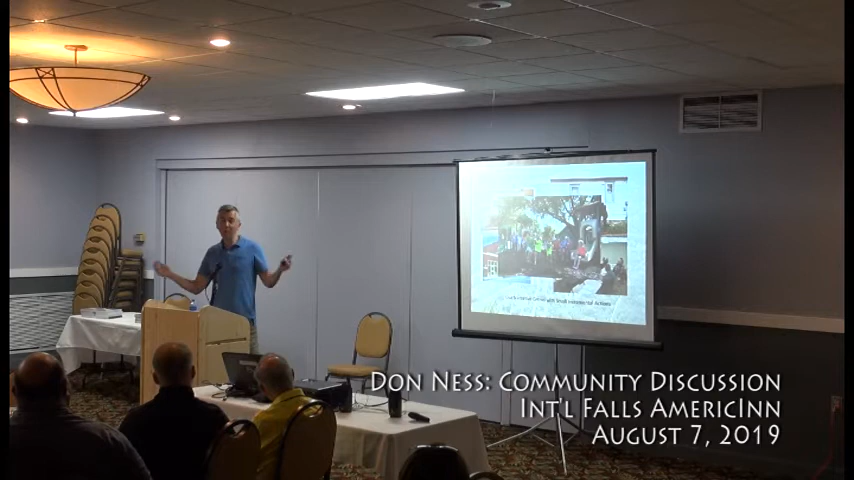 Don Ness: Community Discussion
Int'l Falls AmericInn
August 7, 2019